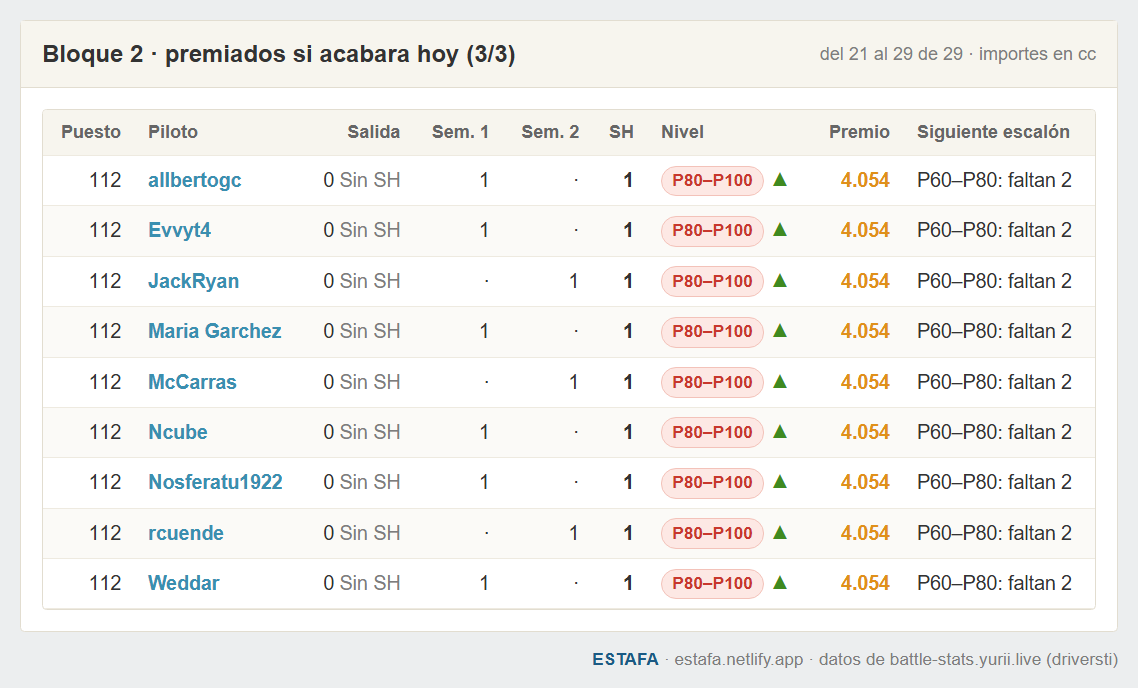 Bloque 2 · premiados si acabara hoy (3/3) del 21 al 29 de 29 · importes en cc
Puesto Piloto Salida Sem. 1 Sem. 2 SH Nivel Premio Siguiente escalón
112 allbertogc 0 Sin SH 1 · 1 P80–P100 ▲ 4.054 P60–P80: faltan 2
112 Evvyt4 0 Sin SH 1 · 1 P80–P100 ▲ 4.054 P60–P80: faltan 2
112 JackRyan 0 Sin SH · 1 1 P80–P100 ▲ 4.054 P60–P80: faltan 2
112 Maria Garchez 0 Sin SH 1 · 1 P80–P100 ▲ 4.054 P60–P80: faltan 2
112 McCarras 0 Sin SH · 1 1 P80–P100 ▲ 4.054 P60–P80: faltan 2
112 Ncube 0 Sin SH 1 · 1 P80–P100 ▲ 4.054 P60–P80: faltan 2
112 Nosferatu1922 0 Sin SH 1 · 1 P80–P100 ▲ 4.054 P60–P80: faltan 2
112 rcuende 0 Sin SH · 1 1 P80–P100 ▲ 4.054 P60–P80: faltan 2
112 Weddar 0 Sin SH 1 · 1 P80–P100 ▲ 4.054 P60–P80: faltan 2
ESTAFA · estafa.netlify.app · datos de battle-stats.yurii.live (driversti)